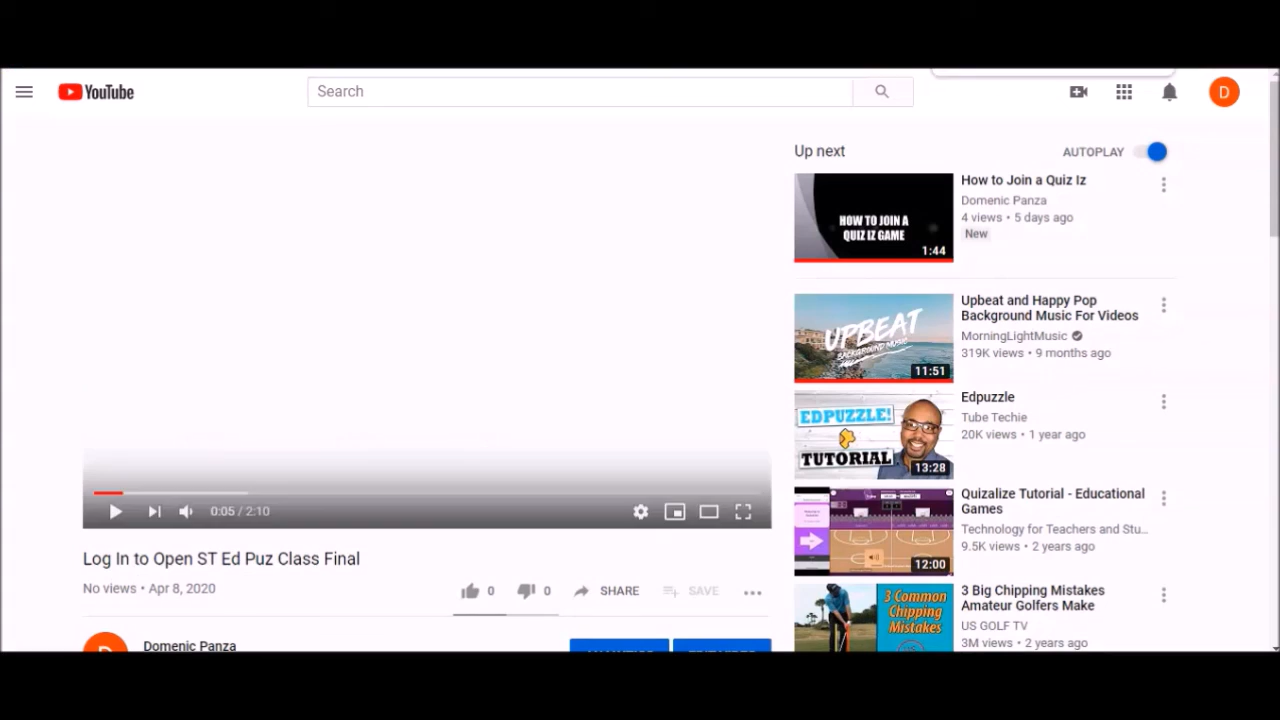 YouTube
Search
D
Up next
AUTOPLAY
HOW TO JOIN A
QUIZ IZ GAME
1:44
How to Join a Quiz Iz
Domenic Panza
4 views • 5 days ago
New
UPBEAT
BACKGROUND MUSIC
11:51
Upbeat and Happy Pop
Background Music For Videos
MorningLightMusic
319K views • 9 months ago
EDPUZZLE!
TUTORIAL
13:28
Edpuzzle
Tube Techie
20K views • 1 year ago
12:00
Quizalize Tutorial - Educational
Games
Technology for Teachers and Stu...
9.5K views • 2 years ago
3 Common
Chipping
Mistakes
3 Big Chipping Mistakes
Amateur Golfers Make
US GOLF TV
3M views • 2 years ago
0:05 / 2:10
Log In to Open ST Ed Puz Class Final
No views • Apr 8, 2020
0
0
SHARE
SAVE
D
Domenic Panza